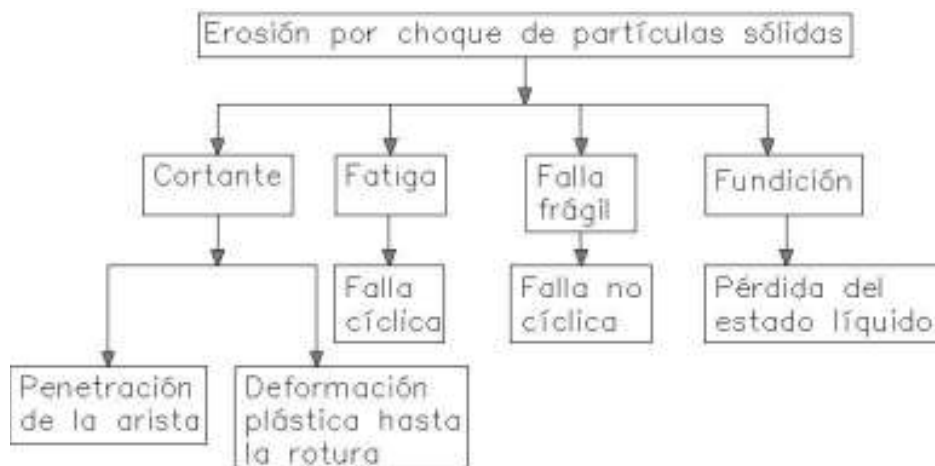 Erosión por choque de partículas sólidas
Cortante
Fatiga
Falla
frágil
Fundición
Falla
cíclica
Falla no
cíclica
Pérdida del
estado líquido
Penetración
de la arista
Deformación
plástica hasta
la rotura